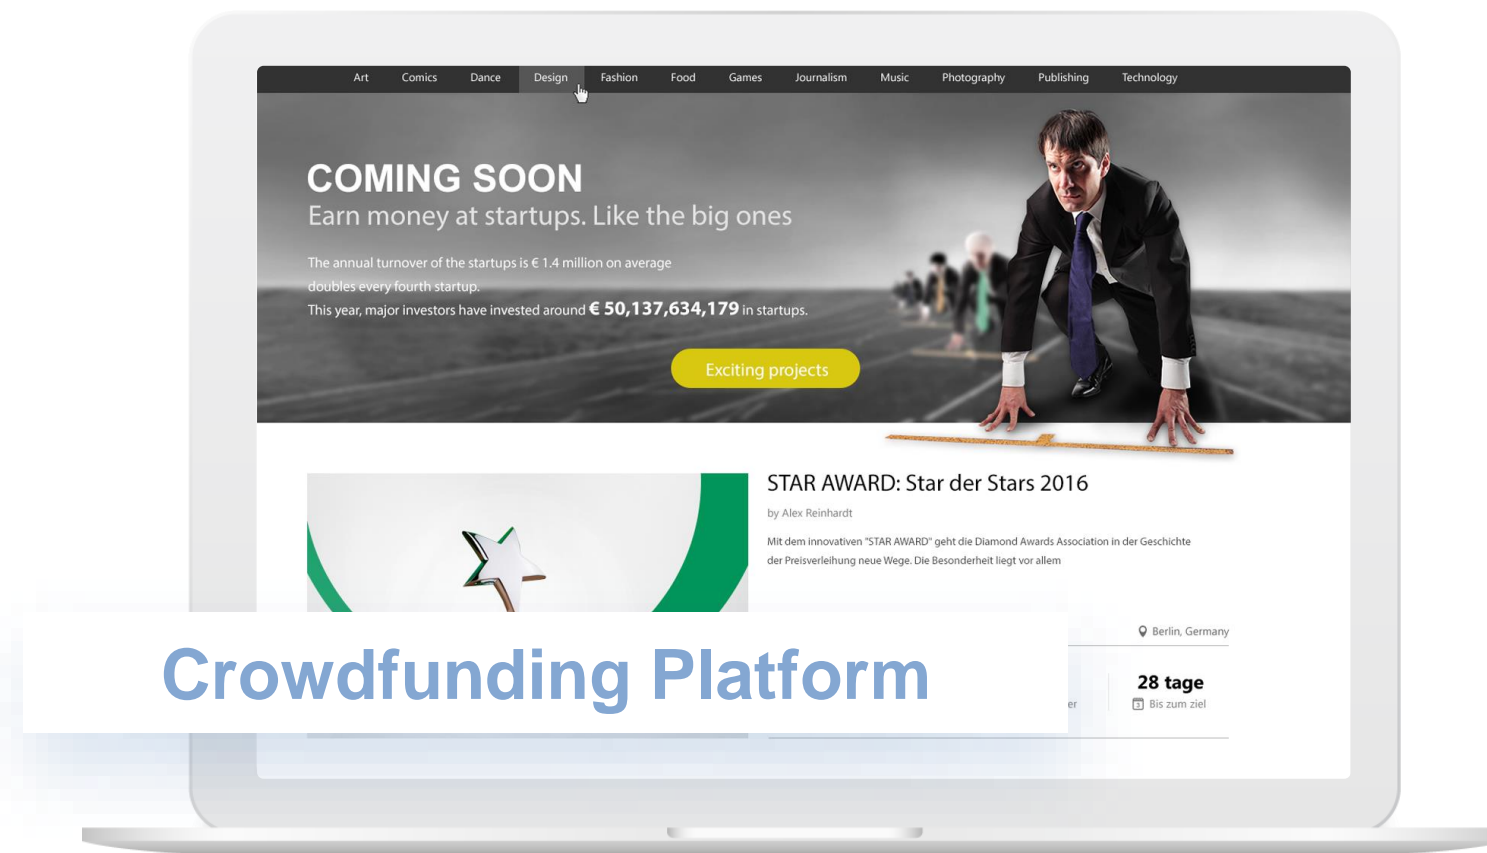 Art Comics Dance Design Fashion Food Games Journalism Music Photography Publishing Technology
COMING SOON
Earn money at startups. Like the big ones
The annual turnover of the startups is € 1.4 million on average
doubles every fourth startup.
This year, major investors have invested around € 50,137,634,179 in startups.
Exciting projects
STAR AWARD: Star der Stars 2016
by Alex Reinhardt
Mit dem innovativen "STAR AWARD" geht die Diamond Awards Association in der Geschichte
der Preisverleihung neue Wege. Die Besonderheit liegt vor allem
Berlin, Germany
Crowdfunding Platform
28 tage
er
Bis zum ziel